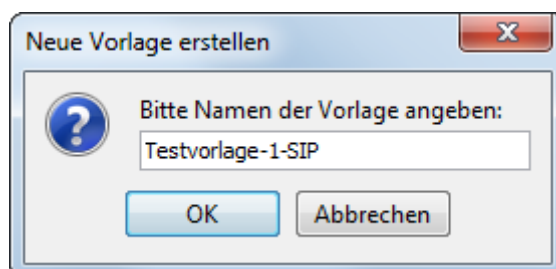 Neue Vorlage erstellen
Bitte Namen der Vorlage angeben:
Testvorlage-1-SIP
OK
Abbrechen